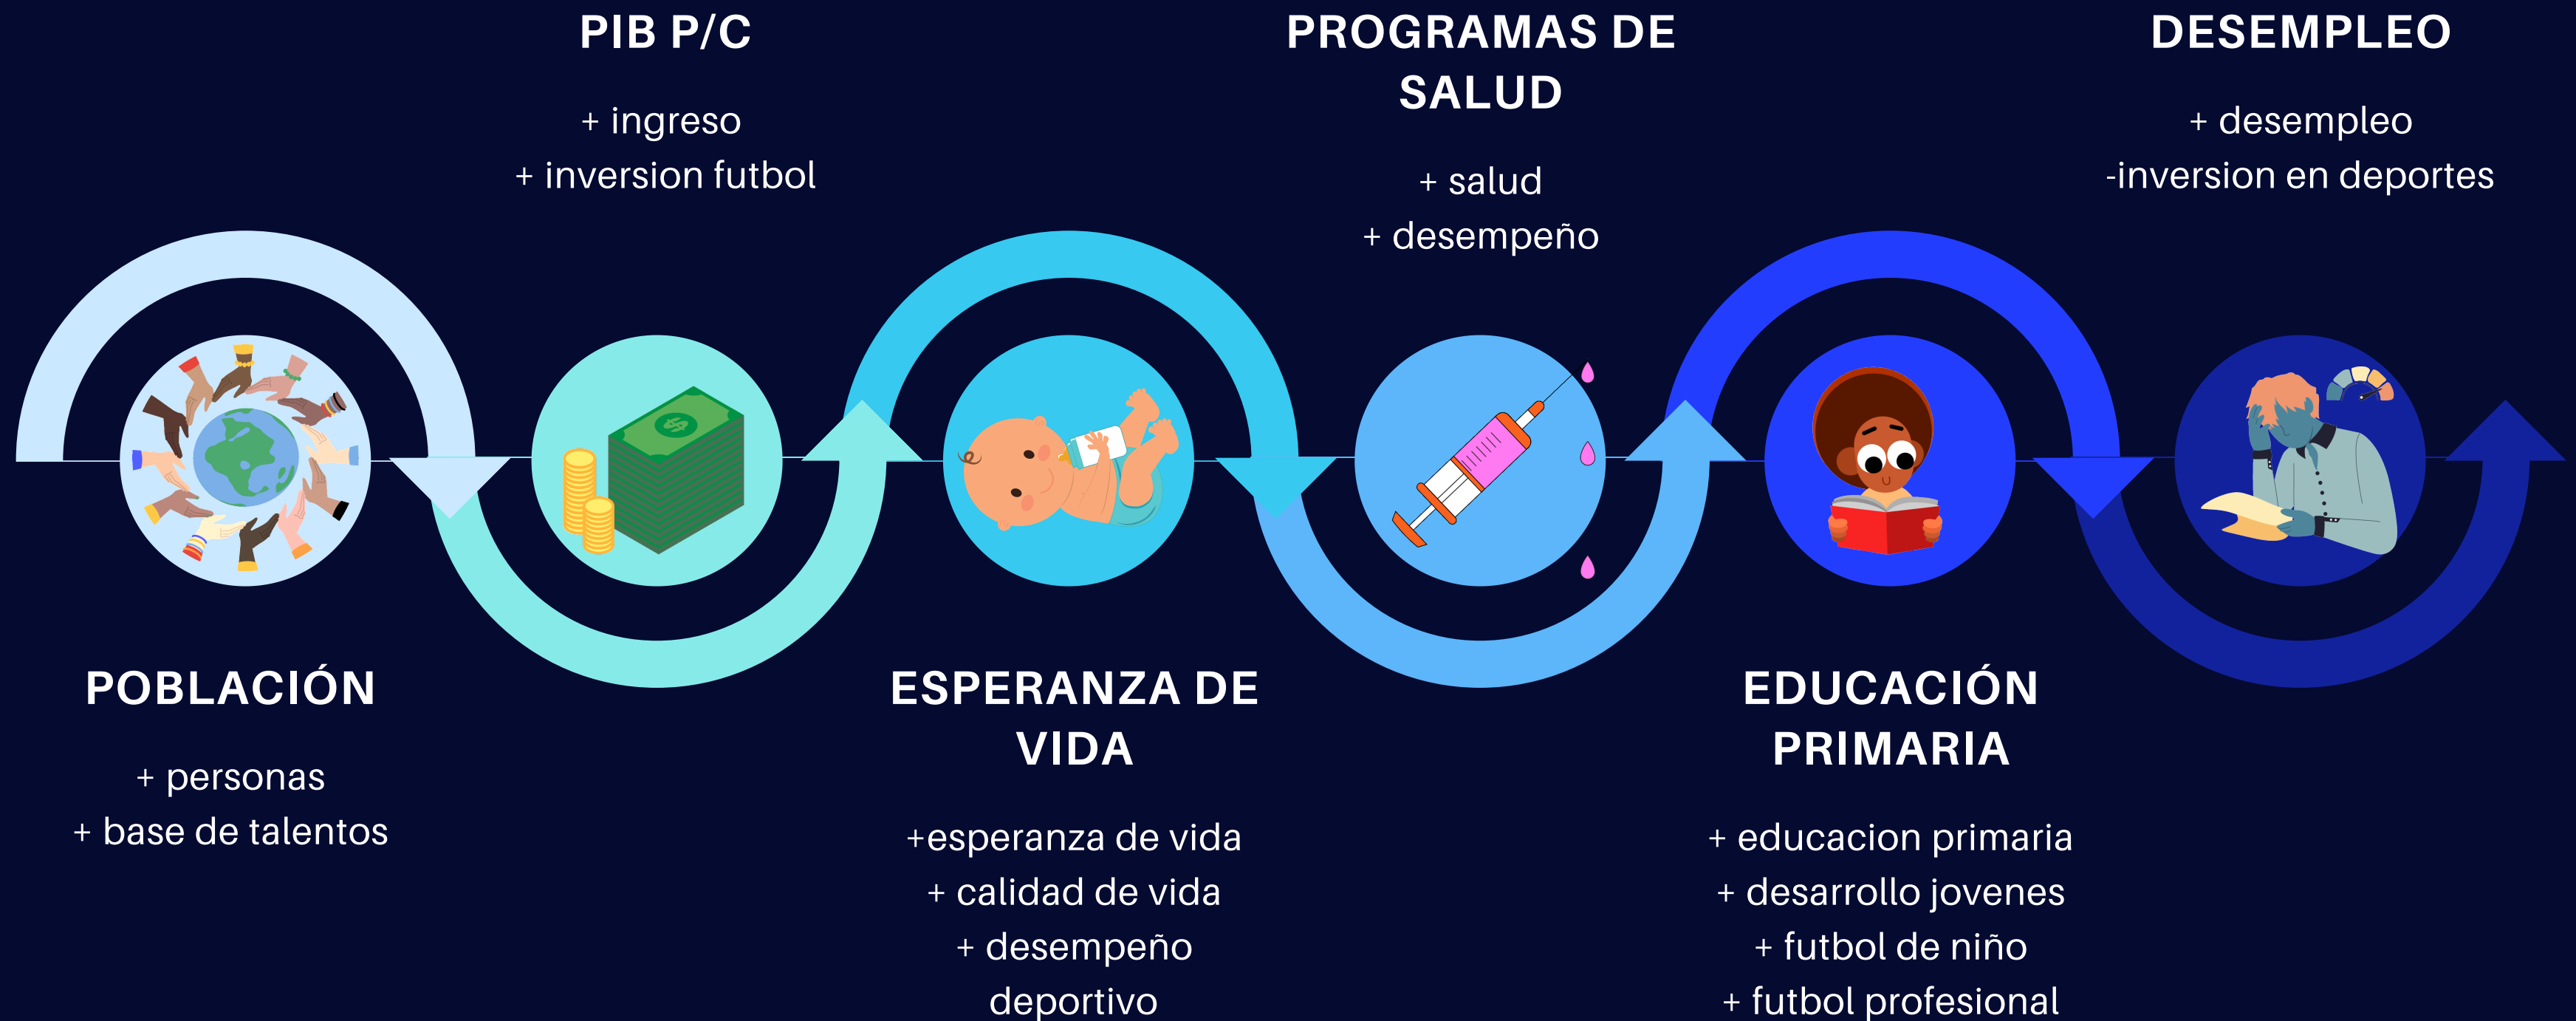 POBLACIÓN
+ personas
+ base de talentos
PIB P/C
+ ingreso
+ inversion futbol
ESPERANZA DE
VIDA
+esperanza de vida
+ calidad de vida
+ desempeño
deportivo
PROGRAMAS DE
SALUD
+ salud
+ desempeño
EDUCACIÓN
PRIMARIA
+ educacion primaria
+ desarrollo jovenes
+ futbol de niño
+ futbol profesional
DESEMPLEO
+ desempleo
-inversion en deportes